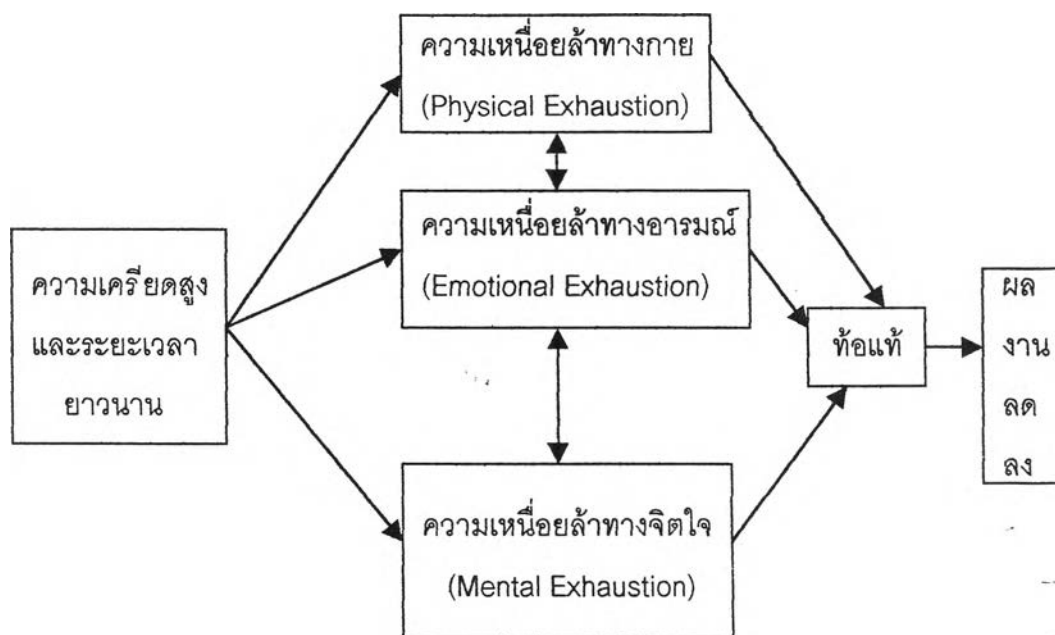 ความเหนื่อยล้าทางกาย
(Physical Exhaustion)
ความเหนื่อยล้าทางอารมณ์
(Emotional Exhaustion)
ความเครียดสูง
และระยะเวลา
ยาวนาน
ท้อแท้
ผล
งาน
ลด
ลง
ความเหนื่อยล้าทางจิตใจ
(Mental Exhaustion)